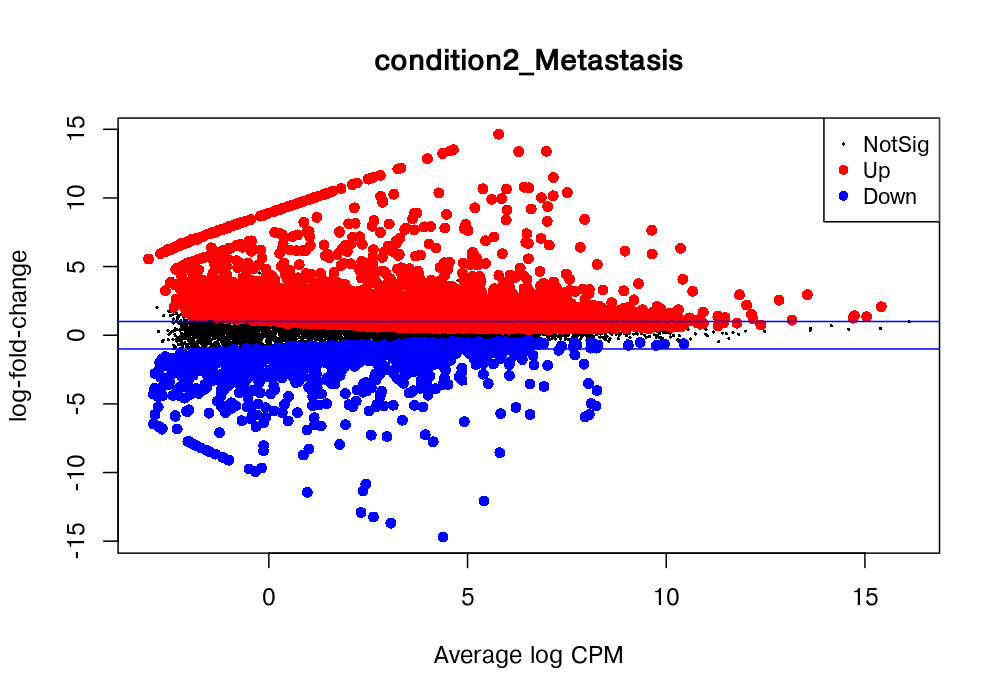 condition2_Metastasis
NotSig
Up
Down
log-fold-change
15
10
5
0
-5
-10
-15
0 5 10 15
Average log CPM